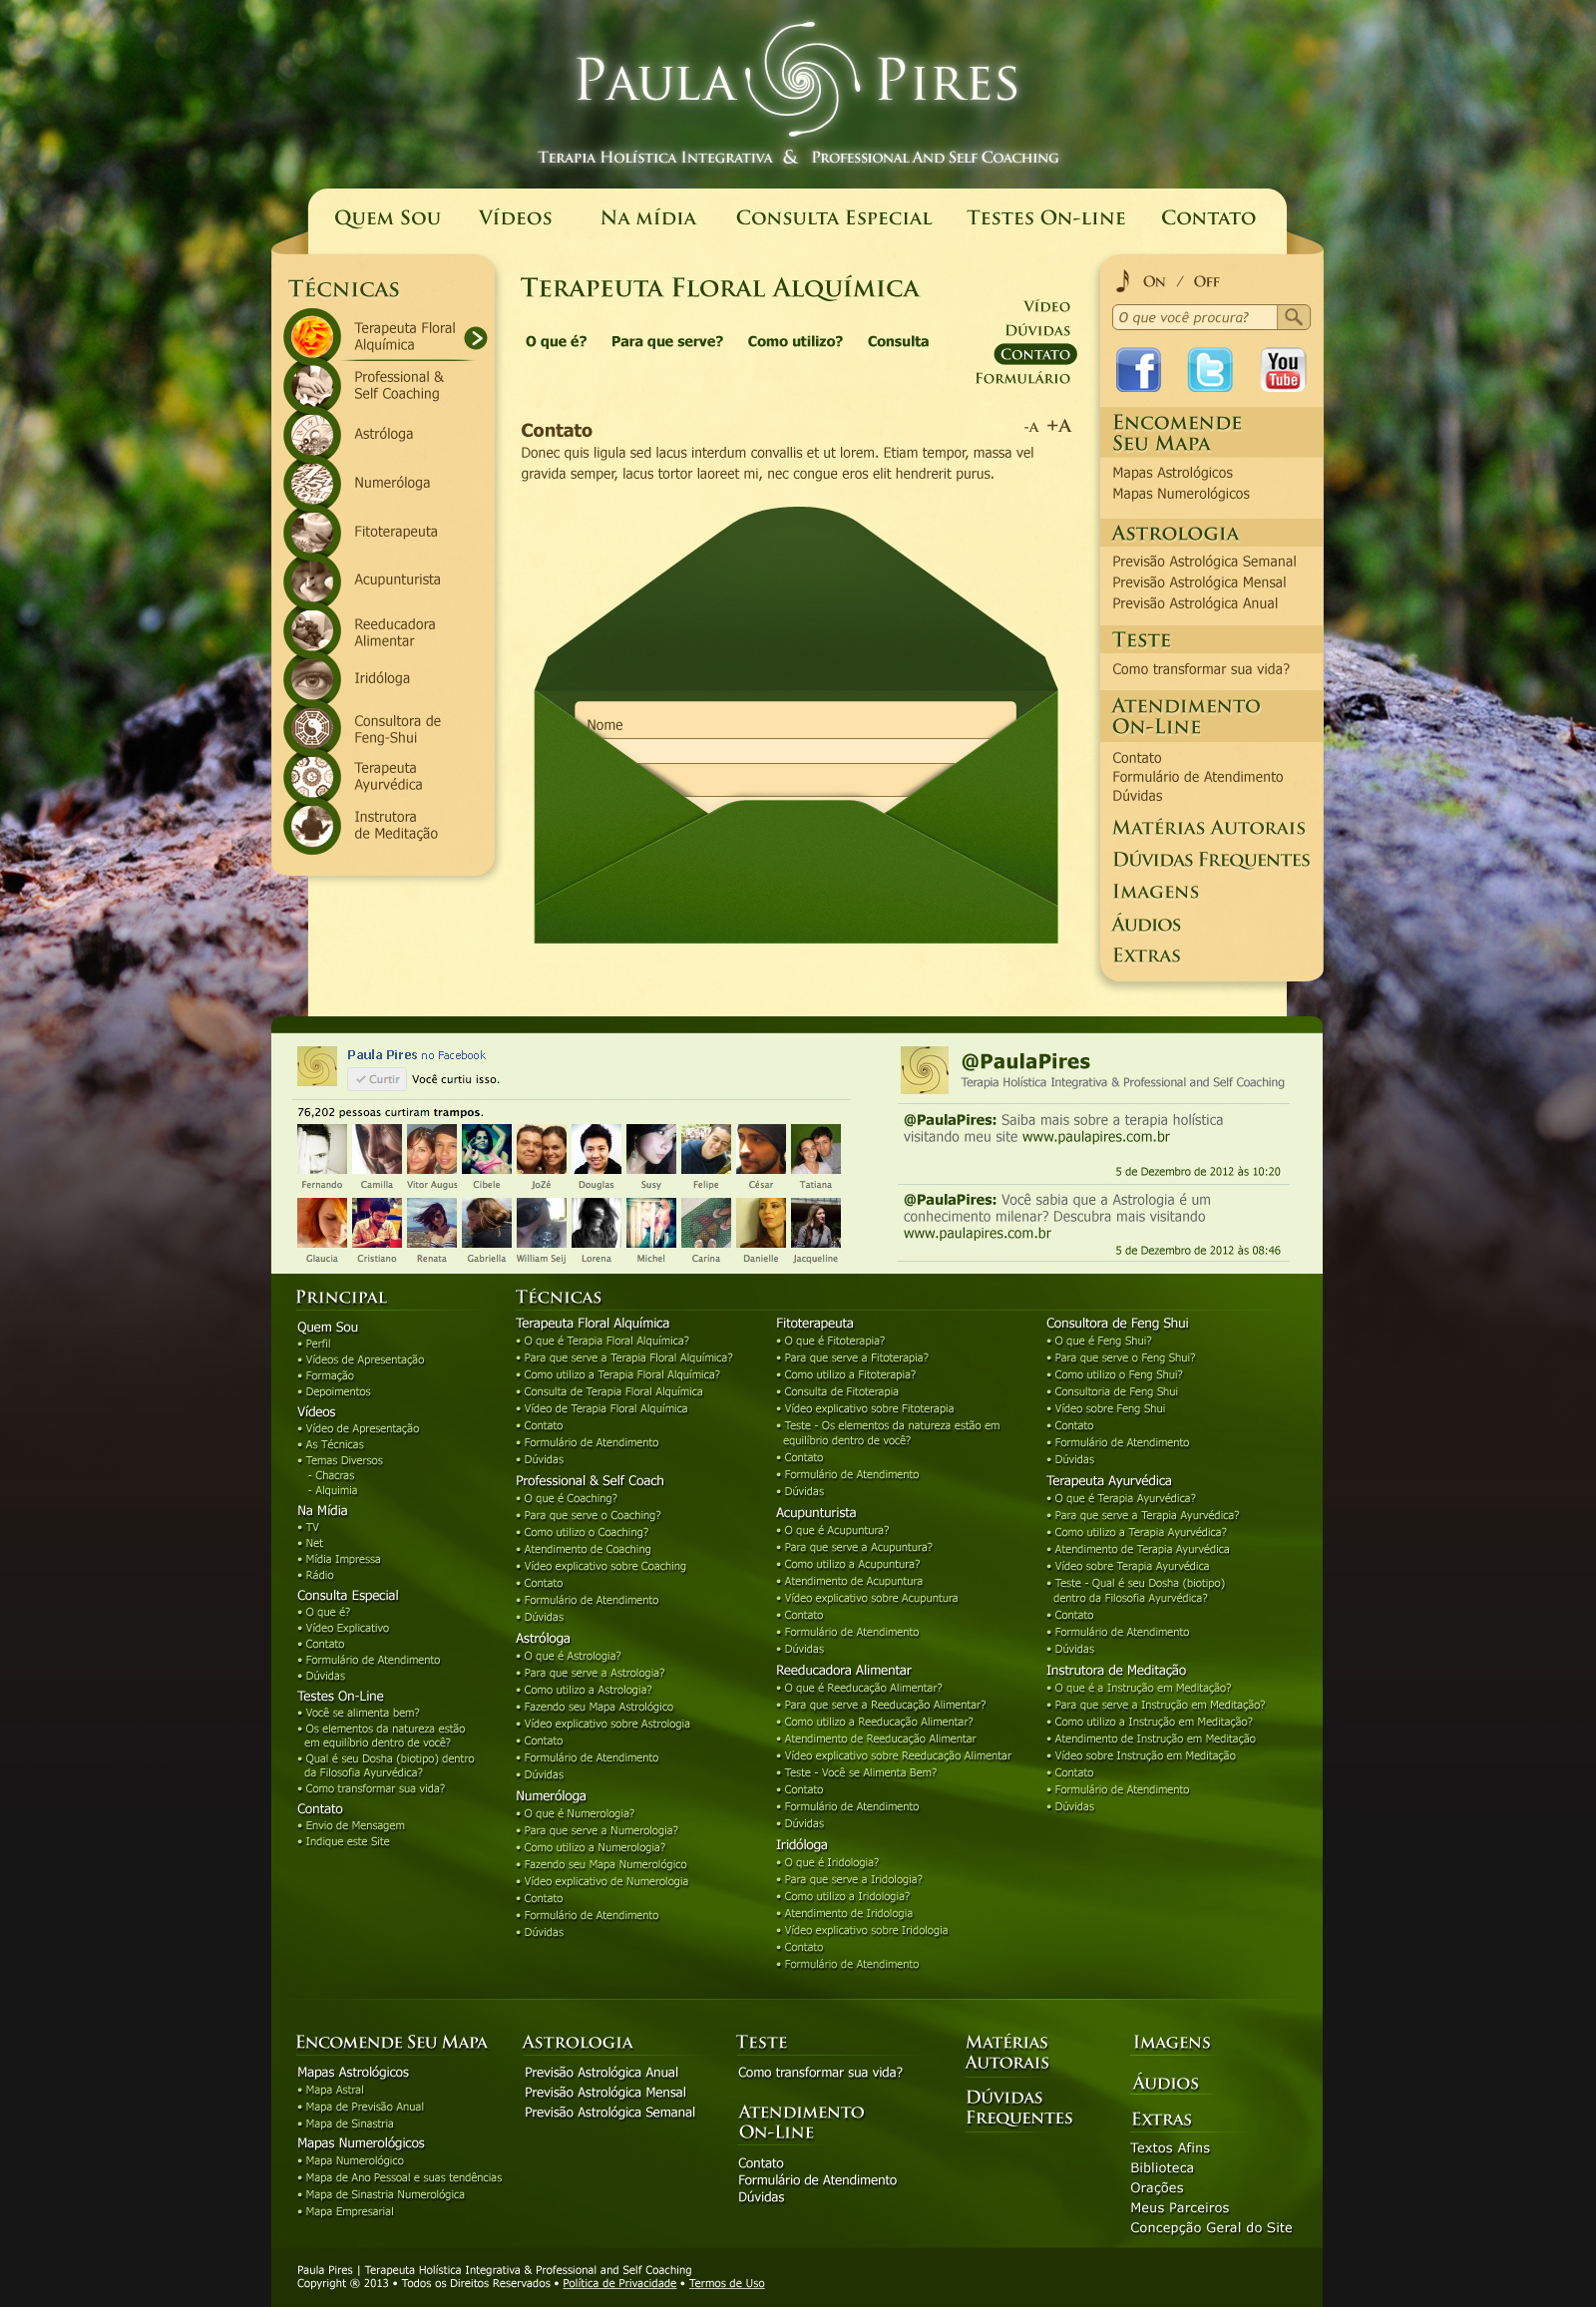 PAULA PIRES
TERAPIA HOLÍSTICA INTEGRATIVA & PROFESSIONAL AND SELF COACHING
QUEM SOU VÍDEOS NA MÍDIA CONSULTA ESPECIAL TESTES ON-LINE CONTATO
TÉCNICAS
Terapeuta Floral
Alquímica
Professional &
Self Coaching
Astróloga
Numeróloga
Fitoterapeuta
Acupunturista
Reeducadora
Alimentar
Iridóloga
Consultora de
Feng-Shui
Terapeuta
Ayurvédica
Instrutora
de Meditação
TERAPEUTA FLORAL ALQUÍMICA
O que é? Para que serve? Como utilizo? Consulta
VÍDEO
DÚVIDAS
CONTATO
FORMULÁRIO
Contato
-A +A
Donec quis ligula sed lacus interdum convallis et ut lorem. Etiam tempor, massa vel
gravida semper, lacus tortor laoreet mi, nec congue eros elit hendrerit purus.
Nome
ON / OFF
O que você procura?
You
Tube
ENCOMENDE
SEU MAPA
Mapas Astrológicos
Mapas Numerológicos
ASTROLOGIA
Previsão Astrológica Semanal
Previsão Astrológica Mensal
Previsão Astrológica Anual
TESTE
Como transformar sua vida?
ATENDIMENTO
ON-LINE
Contato
Formulário de Atendimento
Dúvidas
MATÉRIAS AUTORAIS
DÚVIDAS FREQUENTES
IMAGENS
ÁUDIOS
EXTRAS
Paula Pires no Facebook
Curtir Você curtiu isso.
76,202 pessoas curtiram trampos.
Fernando Camilla Vitor Augus Cibele JoZé Douglas Susy Felipe César Tatiana
Glaucia Cristiano Renata Gabriella William Seij Lorena Michel Carina Danielle Jacqueline
@PaulaPires
Terapia Holística Integrativa & Professional and Self Coaching
@PaulaPires: Saiba mais sobre a terapia holística
visitando meu site www.paulapires.com.br
5 de Dezembro de 2012 às 10:20
@PaulaPires: Você sabia que a Astrologia é um
conhecimento milenar? Descubra mais visitando
www.paulapires.com.br
5 de Dezembro de 2012 às 08:46
PRINCIPAL
Quem Sou
• Perfil
• Vídeos de Apresentação
• Formação
• Depoimentos
Vídeos
• Vídeo de Apresentação
• As Técnicas
• Temas Diversos
- Chacras
- Alquimia
Na Mídia
• TV
• Net
• Mídia Impressa
• Rádio
Consulta Especial
• O que é?
• Vídeo Explicativo
• Contato
• Formulário de Atendimento
• Dúvidas
Testes On-Line
• Você se alimenta bem?
• Os elementos da natureza estão
em equilíbrio dentro de você?
• Qual é seu Dosha (biotipo) dentro
da Filosofia Ayurvédica?
• Como transformar sua vida?
Contato
• Envio de Mensagem
• Indique este Site
TÉCNICAS
Terapeuta Floral Alquímica
• O que é Terapia Floral Alquímica?
• Para que serve a Terapia Floral Alquímica?
• Como utilizo a Terapia Floral Alquímica?
• Consulta de Terapia Floral Alquímica
• Vídeo de Terapia Floral Alquímica
• Contato
• Formulário de Atendimento
• Dúvidas
Professional & Self Coach
• O que é Coaching?
• Para que serve o Coaching?
• Como utilizo o Coaching?
• Atendimento de Coaching
• Vídeo explicativo sobre Coaching
• Contato
• Formulário de Atendimento
• Dúvidas
Astróloga
• O que é Astrologia?
• Para que serve a Astrologia?
• Como utilizo a Astrologia?
• Fazendo seu Mapa Astrológico
• Vídeo explicativo sobre Astrologia
• Contato
• Formulário de Atendimento
• Dúvidas
Numeróloga
• O que é Numerologia?
• Para que serve a Numerologia?
• Como utilizo a Numerologia?
• Fazendo seu Mapa Numerológico
• Vídeo explicativo de Numerologia
• Contato
• Formulário de Atendimento
• Dúvidas
Fitoterapeuta
• O que é Fitoterapia?
• Para que serve a Fitoterapia?
• Como utilizo a Fitoterapia?
• Consulta de Fitoterapia
• Vídeo explicativo sobre Fitoterapia
• Teste - Os elementos da natureza estão em
equilíbrio dentro de você?
• Contato
• Formulário de Atendimento
• Dúvidas
Acupunturista
• O que é Acupuntura?
• Para que serve a Acupuntura?
• Como utilizo a Acupuntura?
• Atendimento de Acupuntura
• Vídeo explicativo sobre Acupuntura
• Contato
• Formulário de Atendimento
• Dúvidas
Reeducadora Alimentar
• O que é Reeducação Alimentar?
• Para que serve a Reeducação Alimentar?
• Como utilizo a Reeducação Alimentar?
• Atendimento de Reeducação Alimentar
• Vídeo explicativo sobre Reeducação Alimentar
• Teste - Você se Alimenta Bem?
• Contato
• Formulário de Atendimento
• Dúvidas
Iridóloga
• O que é Iridologia?
• Para que serve a Iridologia?
• Como utilizo a Iridologia?
• Atendimento de Iridologia
• Vídeo explicativo sobre Iridologia
• Contato
• Formulário de Atendimento
Consultora de Feng Shui
• O que é Feng Shui?
• Para que serve o Feng Shui?
• Como utilizo o Feng Shui?
• Consultoria de Feng Shui
• Vídeo sobre Feng Shui
• Contato
• Formulário de Atendimento
• Dúvidas
Terapeuta Ayurvédica
• O que é Terapia Ayurvédica?
• Para que serve a Terapia Ayurvédica?
• Como utilizo a Terapia Ayurvédica?
• Atendimento de Terapia Ayurvédica
• Vídeo sobre Terapia Ayurvédica
• Teste - Qual é seu Dosha (biotipo)
dentro da Filosofia Ayurvédica?
• Contato
• Formulário de Atendimento
• Dúvidas
Instrutora de Meditação
• O que é a Instrução em Meditação?
• Para que serve a Instrução em Meditação?
• Como utilizo a Instrução em Meditação?
• Atendimento de Instrução em Meditação
• Vídeo sobre Instrução em Meditação
• Contato
• Formulário de Atendimento
• Dúvidas
ENCOMENDE SEU MAPA
Mapas Astrológicos
• Mapa Astral
• Mapa de Previsão Anual
• Mapa de Sinastria
Mapas Numerológicos
• Mapa Numerológico
• Mapa de Ano Pessoal e suas tendências
• Mapa de Sinastria Numerológica
• Mapa Empresarial
ASTROLOGIA
Previsão Astrológica Anual
Previsão Astrológica Mensal
Previsão Astrológica Semanal
TESTE
Como transformar sua vida?
ATENDIMENTO
ON-LINE
Contato
Formulário de Atendimento
Dúvidas
MATÉRIAS
AUTORAIS
DÚVIDAS
FREQUENTES
IMAGENS
ÁUDIOS
EXTRAS
Textos Afins
Biblioteca
Orações
Meus Parceiros
Concepção Geral do Site
Paula Pires | Terapeuta Holística Integrativa & Professional and Self Coaching
Copyright ® 2013 • Todos os Direitos Reservados • Política de Privacidade • Termos de Uso